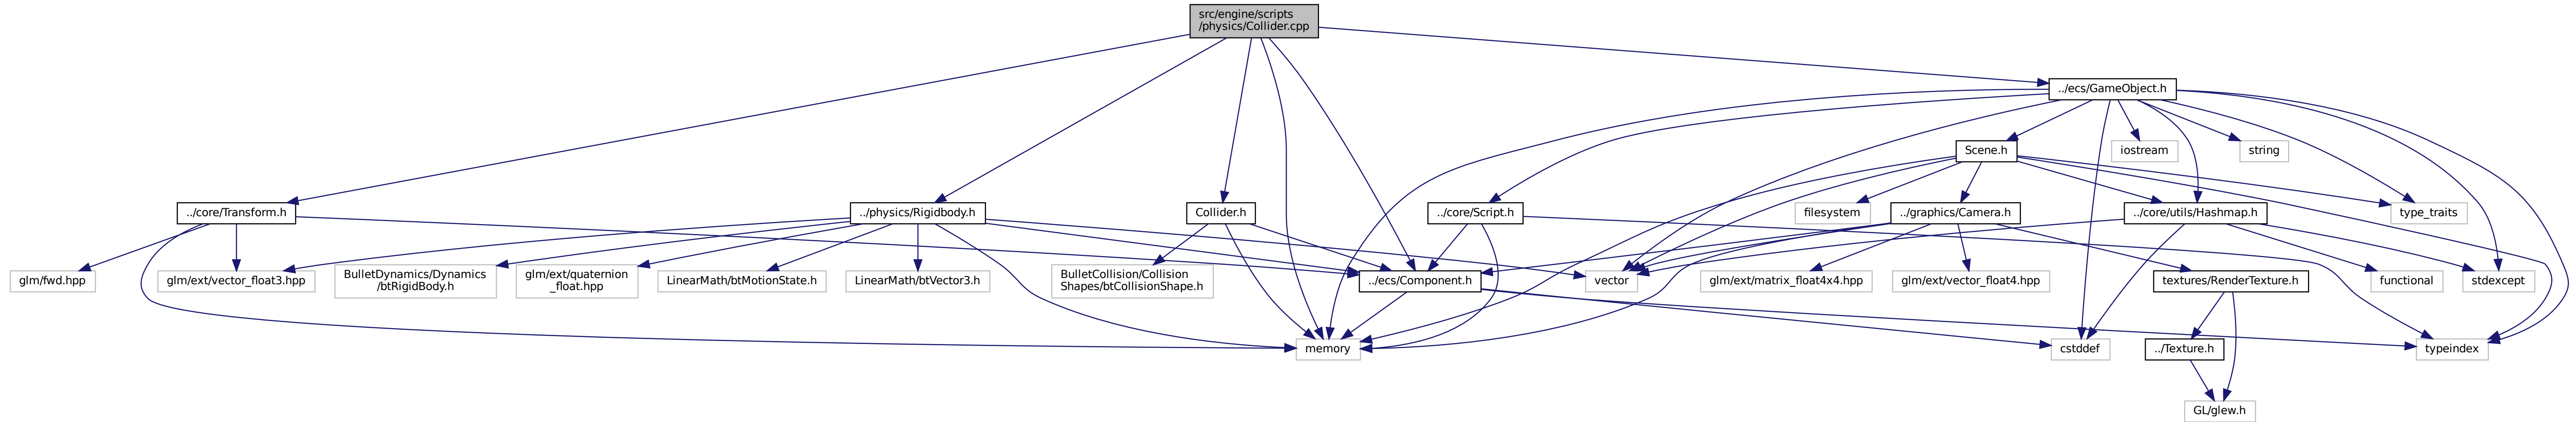 src/engine/scripts
/physics/Collider.cpp
../ecs/GameObject.h
Scene.h
iostream
string
../core/Transform.h
../physics/Rigidbody.h
Collider.h
../core/Script.h
filesystem
../graphics/Camera.h
../core/utils/Hashmap.h
type_traits
glm/fwd.hpp
glm/ext/vector_float3.hpp
BulletDynamics/Dynamics
/btRigidBody.h
glm/ext/quaternion
_float.hpp
LinearMath/btMotionState.h
LinearMath/btVector3.h
BulletCollision/Collision
Shapes/btCollisionShape.h
../ecs/Component.h
vector
glm/ext/matrix_float4x4.hpp
glm/ext/vector_float4.hpp
textures/RenderTexture.h
functional
stdexcept
memory
cstddef
../Texture.h
typeindex
GL/glew.h